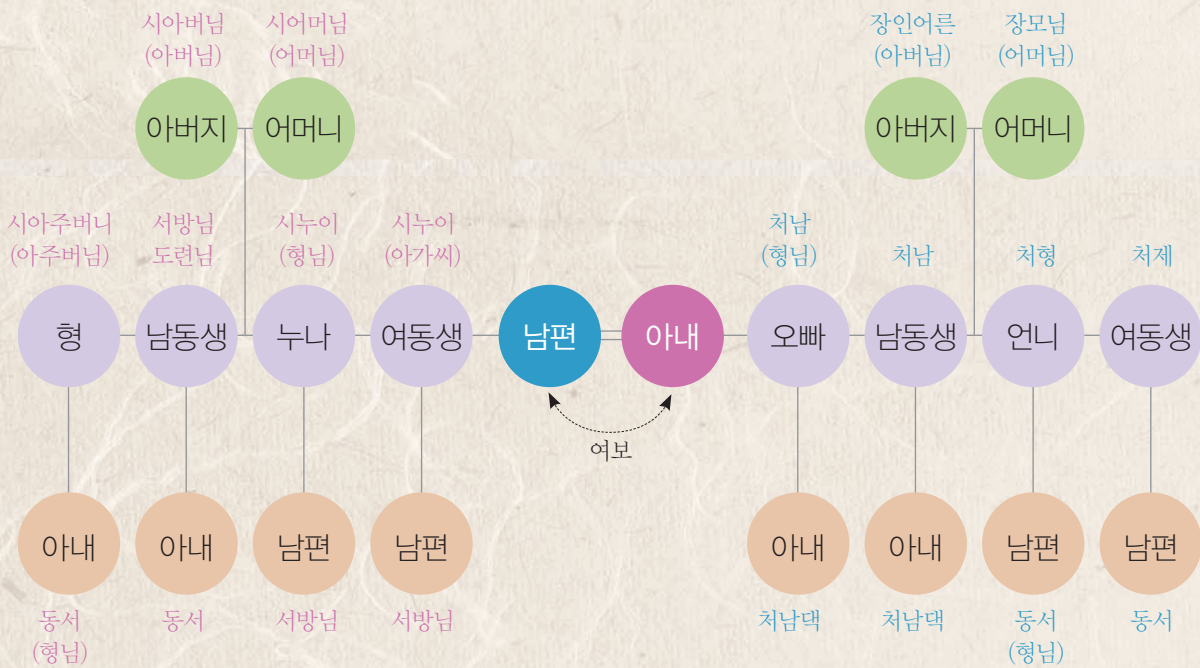 시아버님 시어머님 장인어른 장모님
(아버님) (어머님) (아버님) (어머님)
아버지 어머니 아버지 어머니
시아주버니 서방님 시누이 시누이 처남
(아주버님) 도련님 (형님) (아가씨) (형님) 처남 처형 처제
형 남동생 누나 여동생 남편 아내 오빠 남동생 언니 여동생
여보
아내 아내 남편 남편 아내 아내 남편 남편
동서 동서 서방님 서방님 처남댁 처남댁 동서 동서
(형님) (형님)